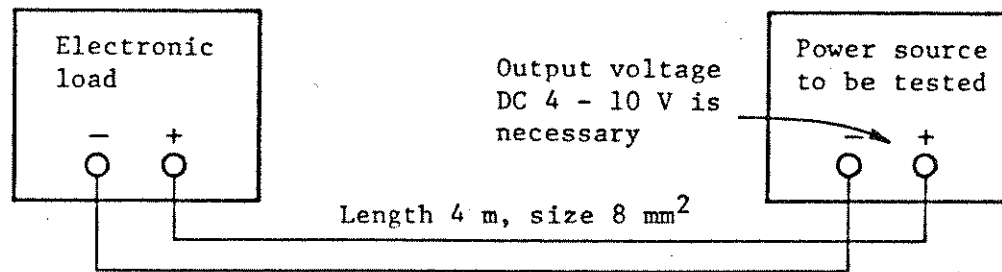 Electronic
load
− +
Output voltage
DC 4 - 10 V is
necessary
Power source
to be tested
− +
Length 4 m, size 8 mm²